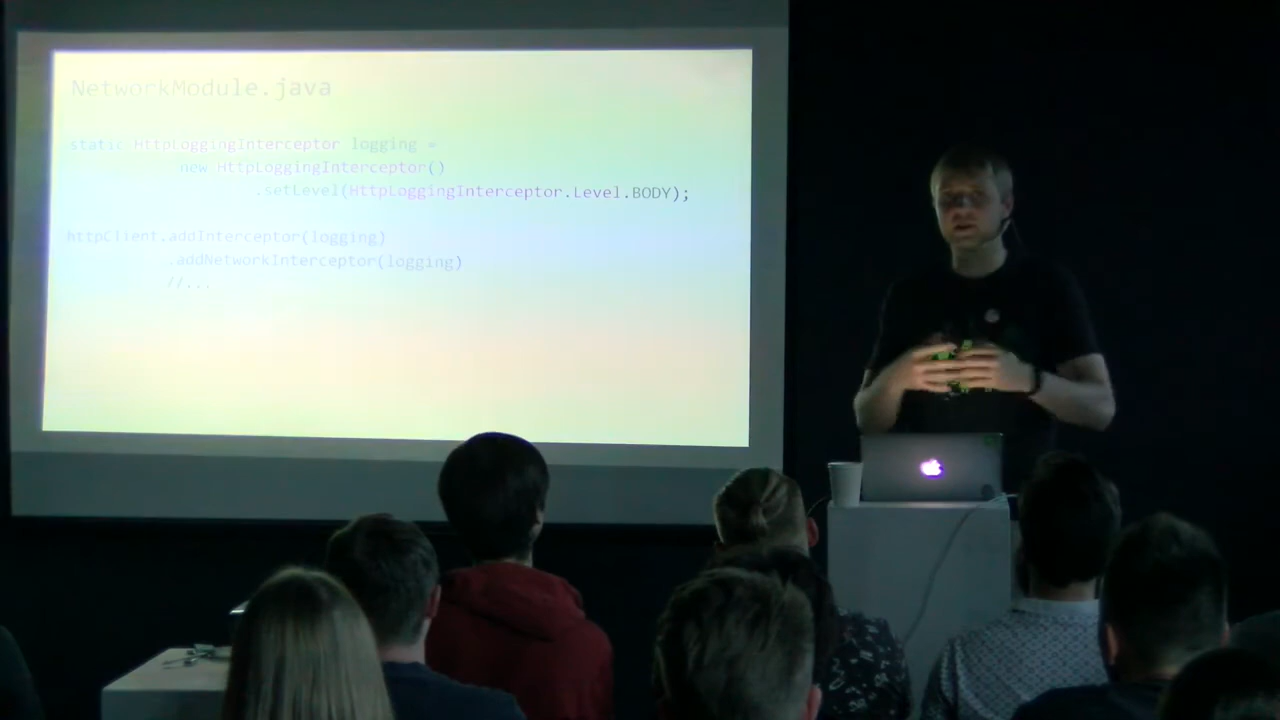 NetworkModule.java
static HttpLoggingInterceptor logging =
new HttpLoggingInterceptor()
.setLevel(HttpLoggingInterceptor.Level.BODY);
httpClient.addInterceptor(logging)
.addNetworkInterceptor(logging)
//...